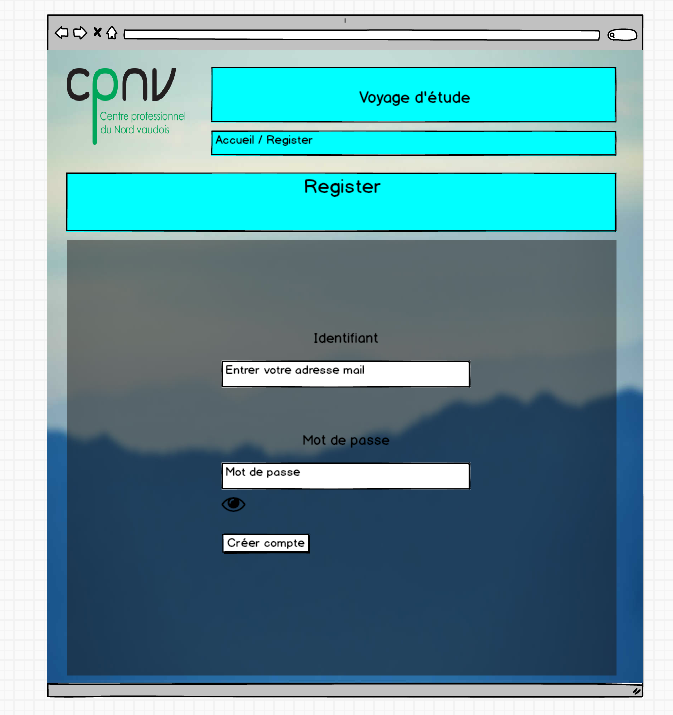 cpnv
Centre professionnel
du Nord vaudois
Voyage d'étude
Accueil / Register
Register
Identifiant
Entrer votre adresse mail
Mot de passe
Mot de passe
Créer compte